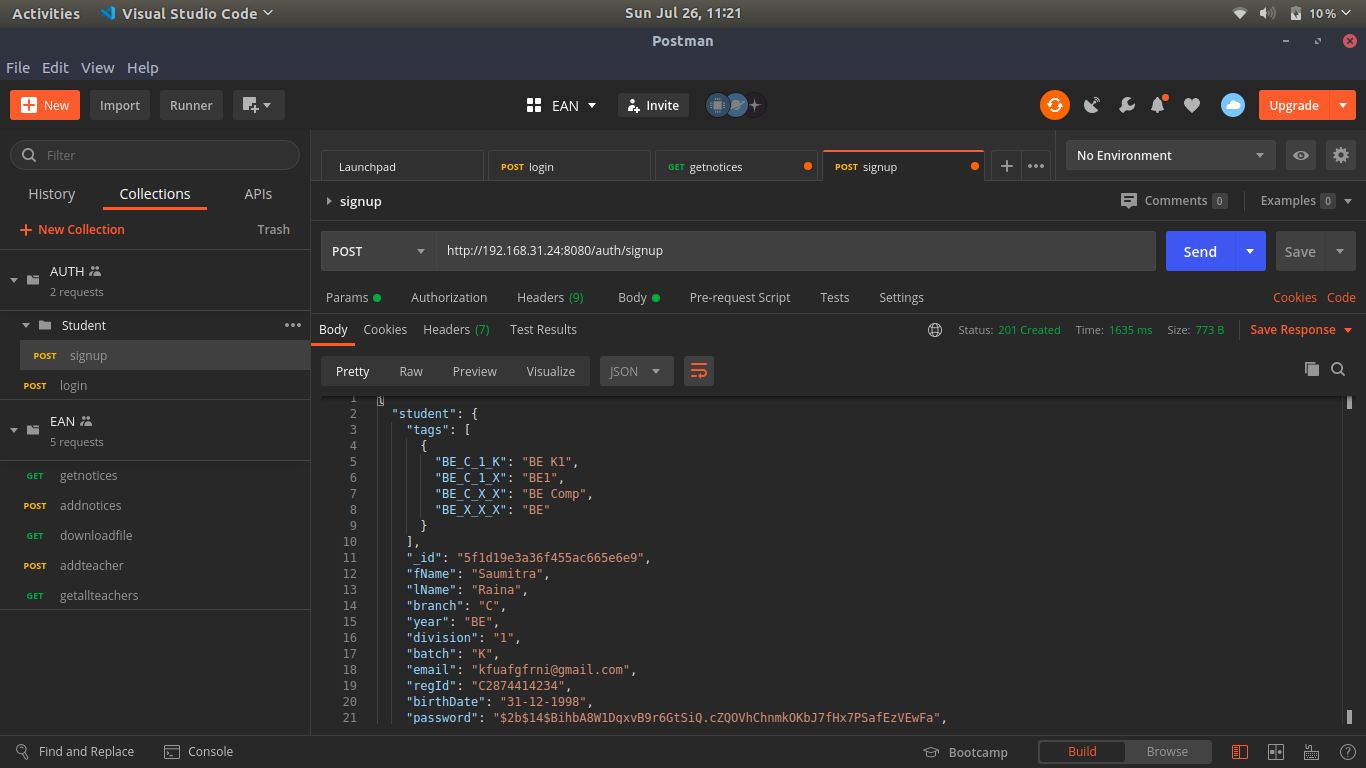 Activities Visual Studio Code Sun Jul 26, 11:21 10%
Postman
File Edit View Help
New Import Runner EAN Invite Upgrade
Filter
History Collections APIs
New Collection Trash
AUTH
2 requests
Student
POST signup
POST login
EAN
5 requests
GET getnotices
POST addnotices
GET downloadfile
POST addteacher
GET getallteachers
Launchpad POST login GET getnotices POST signup No Environment
signup Comments 0 Examples 0
POST http://192.168.31.24:8080/auth/signup Send Save
Params Authorization Headers (9) Body Pre-request Script Tests Settings Cookies Code
Body Cookies Headers (7) Test Results Status: 201 Created Time: 1635 ms Size: 773 B Save Response
Pretty Raw Preview Visualize JSON
1 {
2 "student": {
3 "tags": [
4 {
5 "BE_C_1_K": "BE K1",
6 "BE_C_1_X": "BE1",
7 "BE_C_X_X": "BE Comp",
8 "BE_X_X_X": "BE"
9 }
10 ],
11 "_id": "5f1d19e3a36f455ac665e6e9",
12 "fName": "Saumitra",
13 "lName": "Raina",
14 "branch": "C",
15 "year": "BE",
16 "division": "1",
17 "batch": "K",
18 "email": "kfuafgfrni@gmail.com",
19 "regId": "C2874414234",
20 "birthDate": "31-12-1998",
21 "password": "$2b$14$BihbA8W1DqxvB9r6GtSiQ.cZQOVhChnmkOKbJ7fHx7PSafEzVEwFa",
Find and Replace Console Bootcamp Build Browse